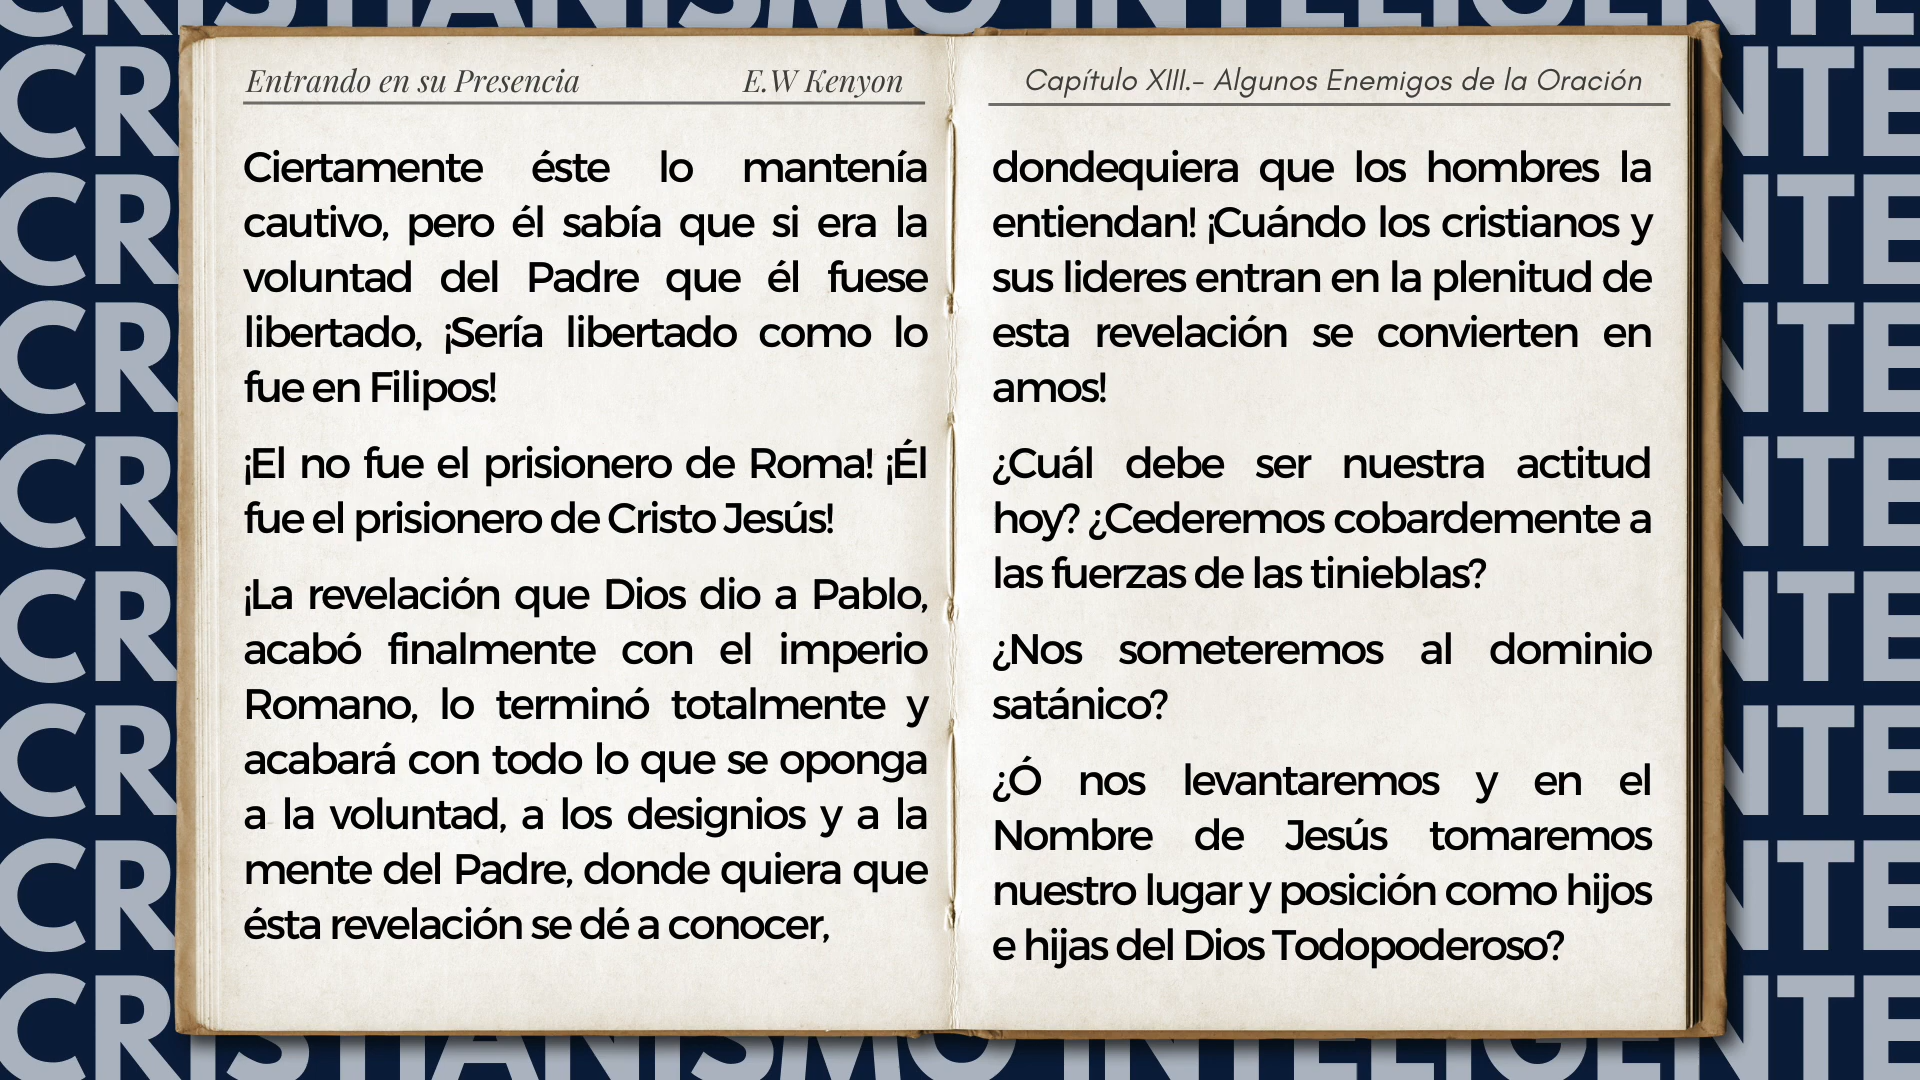 CRISTIANISMO INTELIGENTE
Entrando en su Presencia
E.W Kenyon
Ciertamente éste lo mantenía
cautivo, pero él sabía que si era la
voluntad del Padre que él fuese
libertado, ¡Sería libertado como lo
fue en Filipos!
¡El no fue el prisionero de Roma! ¡Él
fue el prisionero de Cristo Jesús!
¡La revelación que Dios dio a Pablo,
acabó finalmente con el imperio
Romano, lo terminó totalmente y
acabará con todo lo que se oponga
a la voluntad, a los designios y a la
mente del Padre, donde quiera que
ésta revelación se dé a conocer,
Capítulo XIII.- Algunos Enemigos de la Oración
dondequiera que los hombres la
entiendan! ¡Cuándo los cristianos y
sus lideres entran en la plenitud de
esta revelación se convierten en
amos!
¿Cuál debe ser nuestra actitud
hoy? ¿Cederemos cobardemente a
las fuerzas de las tinieblas?
¿Nos someteremos al dominio
satánico?
¿Ó nos levantaremos y en el
Nombre de Jesús tomaremos
nuestro lugar y posición como hijos
e hijas del Dios Todopoderoso?
CRISTIANISMO INTELIGENTE